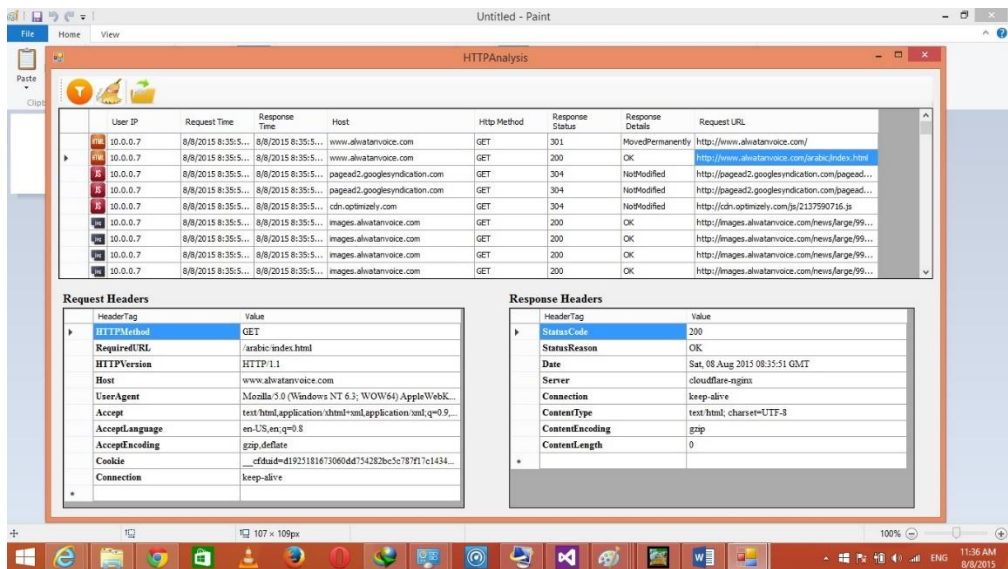 Untitled - Paint
File Home View
Paste
HTTPAnalysis
User IP Request Time Response Time Host Http Method Response Status Response Details Request URL
HTML 10.0.0.7 8/8/2015 8:35:5... 8/8/2015 8:35:5... www.alwatanvoice.com GET 301 MovedPermanently http://www.alwatanvoice.com/
HTML 10.0.0.7 8/8/2015 8:35:5... 8/8/2015 8:35:5... www.alwatanvoice.com GET 200 OK http://www.alwatanvoice.com/arabic/index.html
JS 10.0.0.7 8/8/2015 8:35:5... 8/8/2015 8:35:5... pagead2.googlesyndication.com GET 304 NotModified http://pagead2.googlesyndication.com/pagead...
JS 10.0.0.7 8/8/2015 8:35:5... 8/8/2015 8:35:5... pagead2.googlesyndication.com GET 304 NotModified http://pagead2.googlesyndication.com/pagead...
JS 10.0.0.7 8/8/2015 8:35:5... 8/8/2015 8:35:5... cdn.optimizely.com GET 304 NotModified http://cdn.optimizely.com/js/2137590716.js
10.0.0.7 8/8/2015 8:35:5... 8/8/2015 8:35:5... images.alwatanvoice.com GET 200 OK http://images.alwatanvoice.com/news/large/99...
10.0.0.7 8/8/2015 8:35:5... 8/8/2015 8:35:5... images.alwatanvoice.com GET 200 OK http://images.alwatanvoice.com/news/large/99...
10.0.0.7 8/8/2015 8:35:5... 8/8/2015 8:35:5... images.alwatanvoice.com GET 200 OK http://images.alwatanvoice.com/news/large/99...
10.0.0.7 8/8/2015 8:35:5... 8/8/2015 8:35:5... images.alwatanvoice.com GET 200 OK http://images.alwatanvoice.com/news/large/99...
Request Headers
HeaderTag Value
HTTPMethod GET
RequiredURL /arabic/index.html
HTTPVersion HTTP/1.1
Host www.alwatanvoice.com
UserAgent Mozilla/5.0 (Windows NT 6.3; WOW64) AppleWebK...
Accept text/html,application/xhtml+xml,application/xml;q=0.9,...
AcceptLanguage en-US,en;q=0.8
AcceptEncoding gzip,deflate
Cookie
Connection keep-alive
Response Headers
HeaderTag Value
StatusCode 200
StatusReason OK
Date Sat, 08 Aug 2015 08:35:51 GMT
Server cloudflare-nginx
Connection keep-alive
ContentType text/html; charset=UTF-8
ContentEncoding gzip
ContentLength 0
107 × 109px 100%
ENG 11:36 AM
8/8/2015